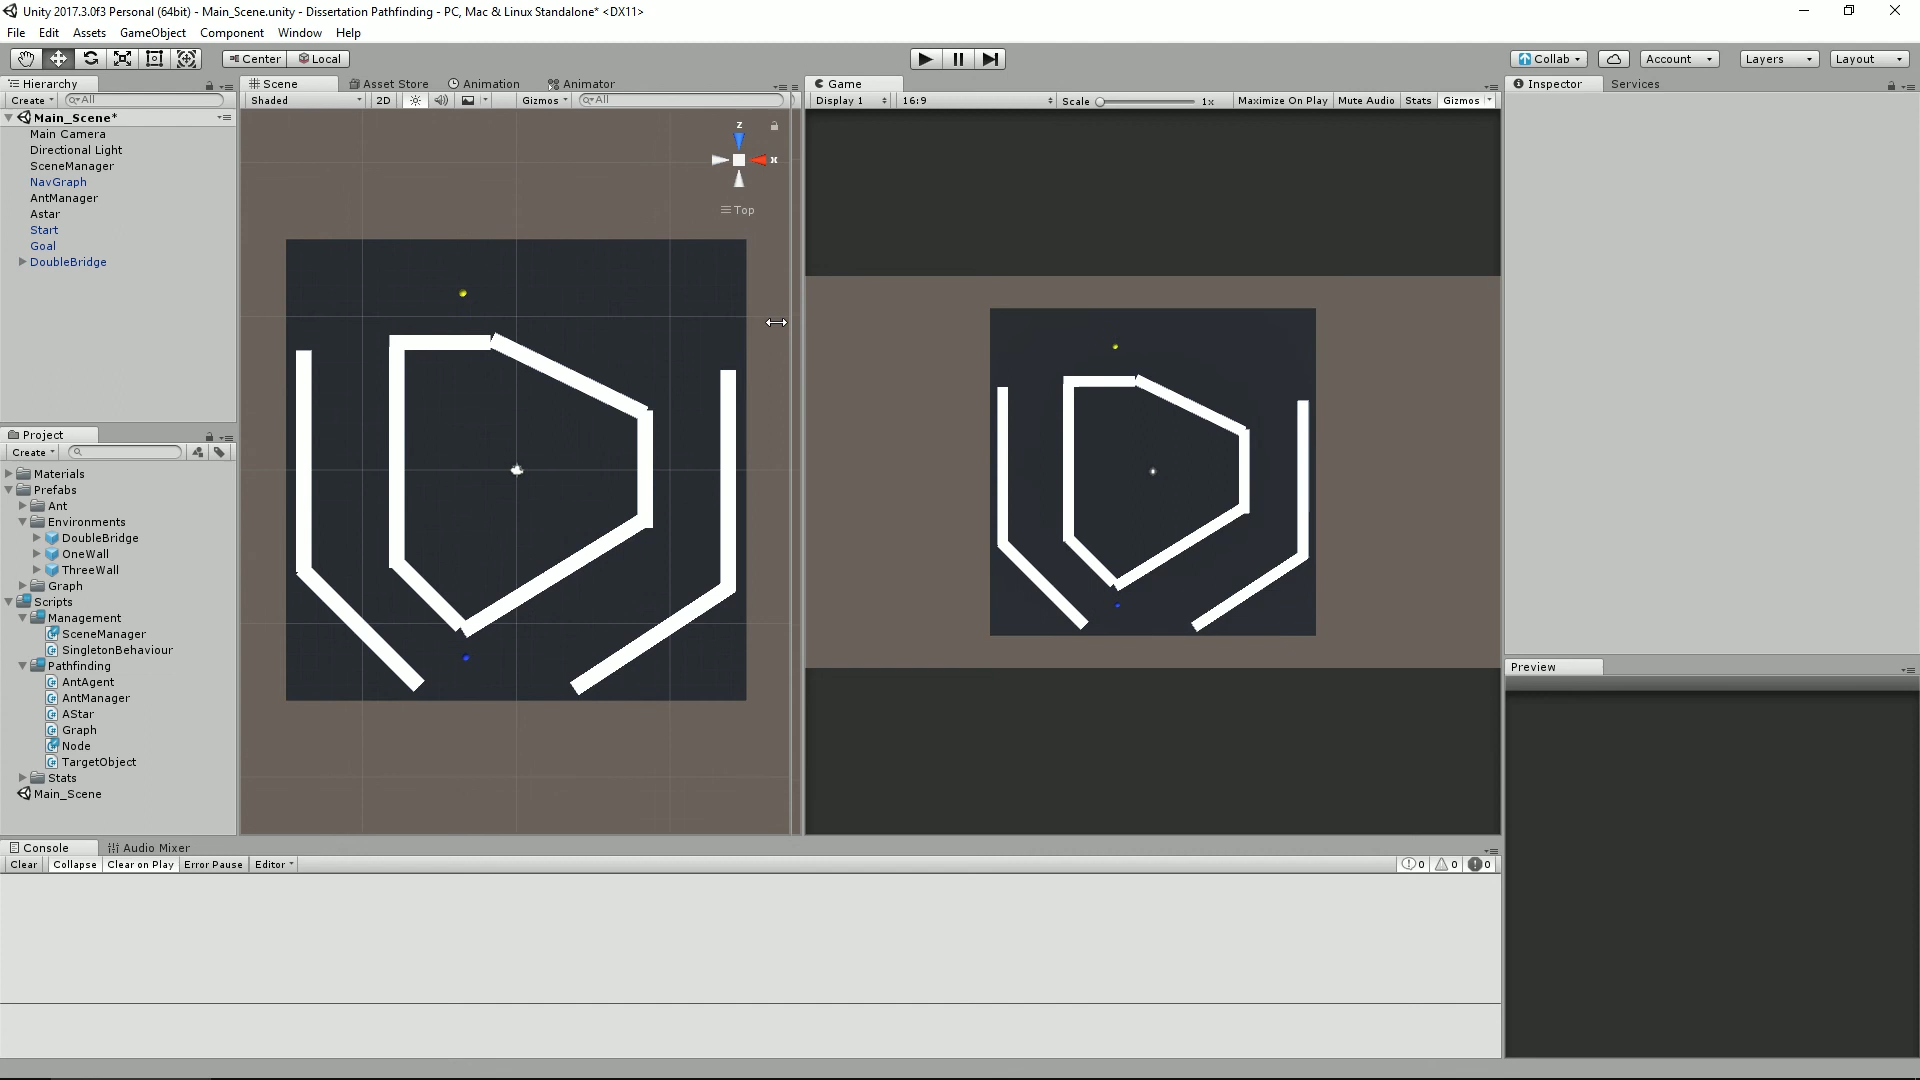 Unity 2017.3.0f3 Personal (64bit) - Main_Scene.unity - Dissertation Pathfinding - PC, Mac & Linux Standalone* <DX11>
File Edit Assets GameObject Component Window Help
Center Local Collab Account Layers Layout
Hierarchy
Create All
Main_Scene*
Main Camera
Directional Light
SceneManager
NavGraph
AntManager
Astar
Start
Goal
DoubleBridge
Scene Asset Store Animation Animator
Shaded 2D Gizmos All
z
x
Top
Game
Display 1 16:9 Scale 1x Maximize On Play Mute Audio Stats Gizmos
Inspector Services
Project
Create
Materials
Prefabs
Ant
Environments
DoubleBridge
OneWall
ThreeWall
Graph
Scripts
Management
SceneManager
SingletonBehaviour
Pathfinding
AntAgent
AntManager
AStar
Graph
Node
TargetObject
Stats
Main_Scene
Preview
Console Audio Mixer
Clear Collapse Clear on Play Error Pause Editor 0 0 0